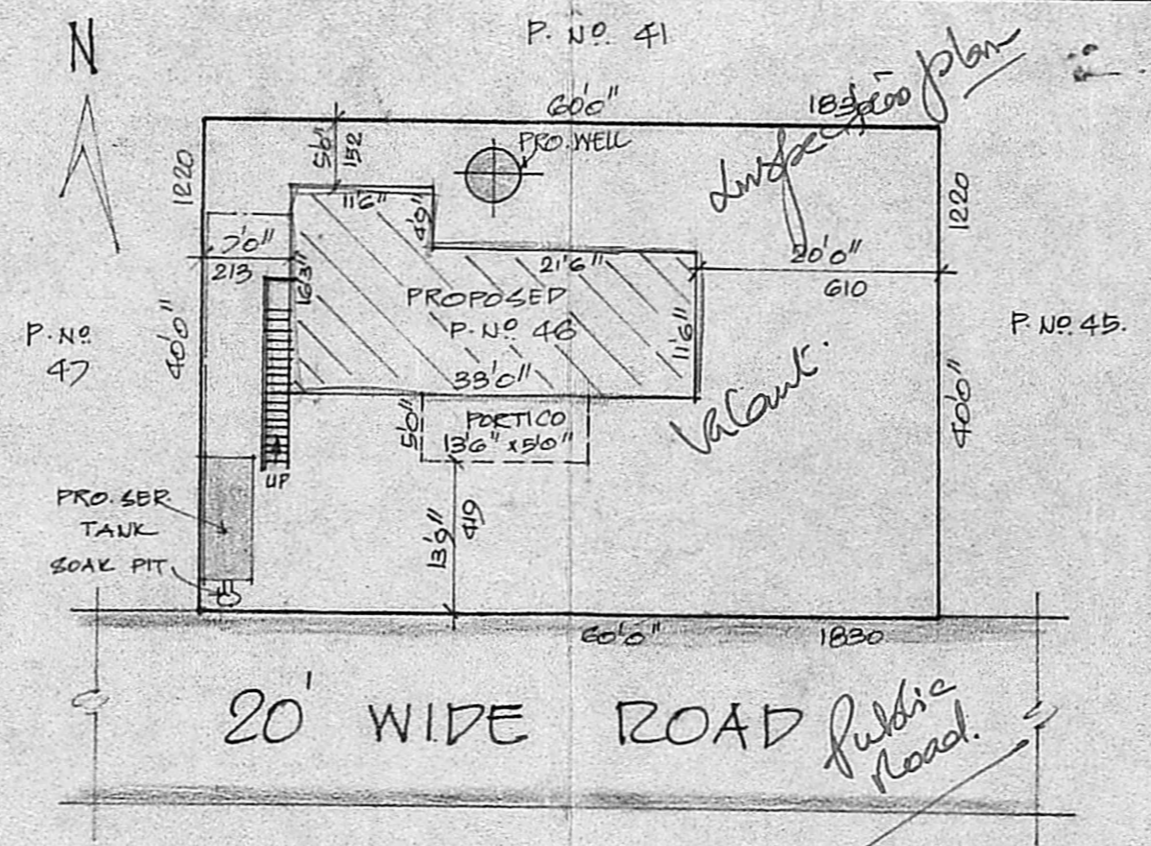 N
P. No. 41
Inspection plan
60'0"
1830
5'0"
152
PRO. WELL
1220
1220
11'6"
4'9"
7'0"
213
16'3"
21'6"
20'0"
610
PROPOSED
P. No 46
11'6"
33'0"
P. No
47
40'0"
P. No. 45.
40'0"
Vacant.
PORTICO
13'6" x 5'0"
5'0"
UP
PRO. SEP.
TANK
SOAK PIT
13'9"
419
60'0"
1830
20' WIDE ROAD
Public
Road.